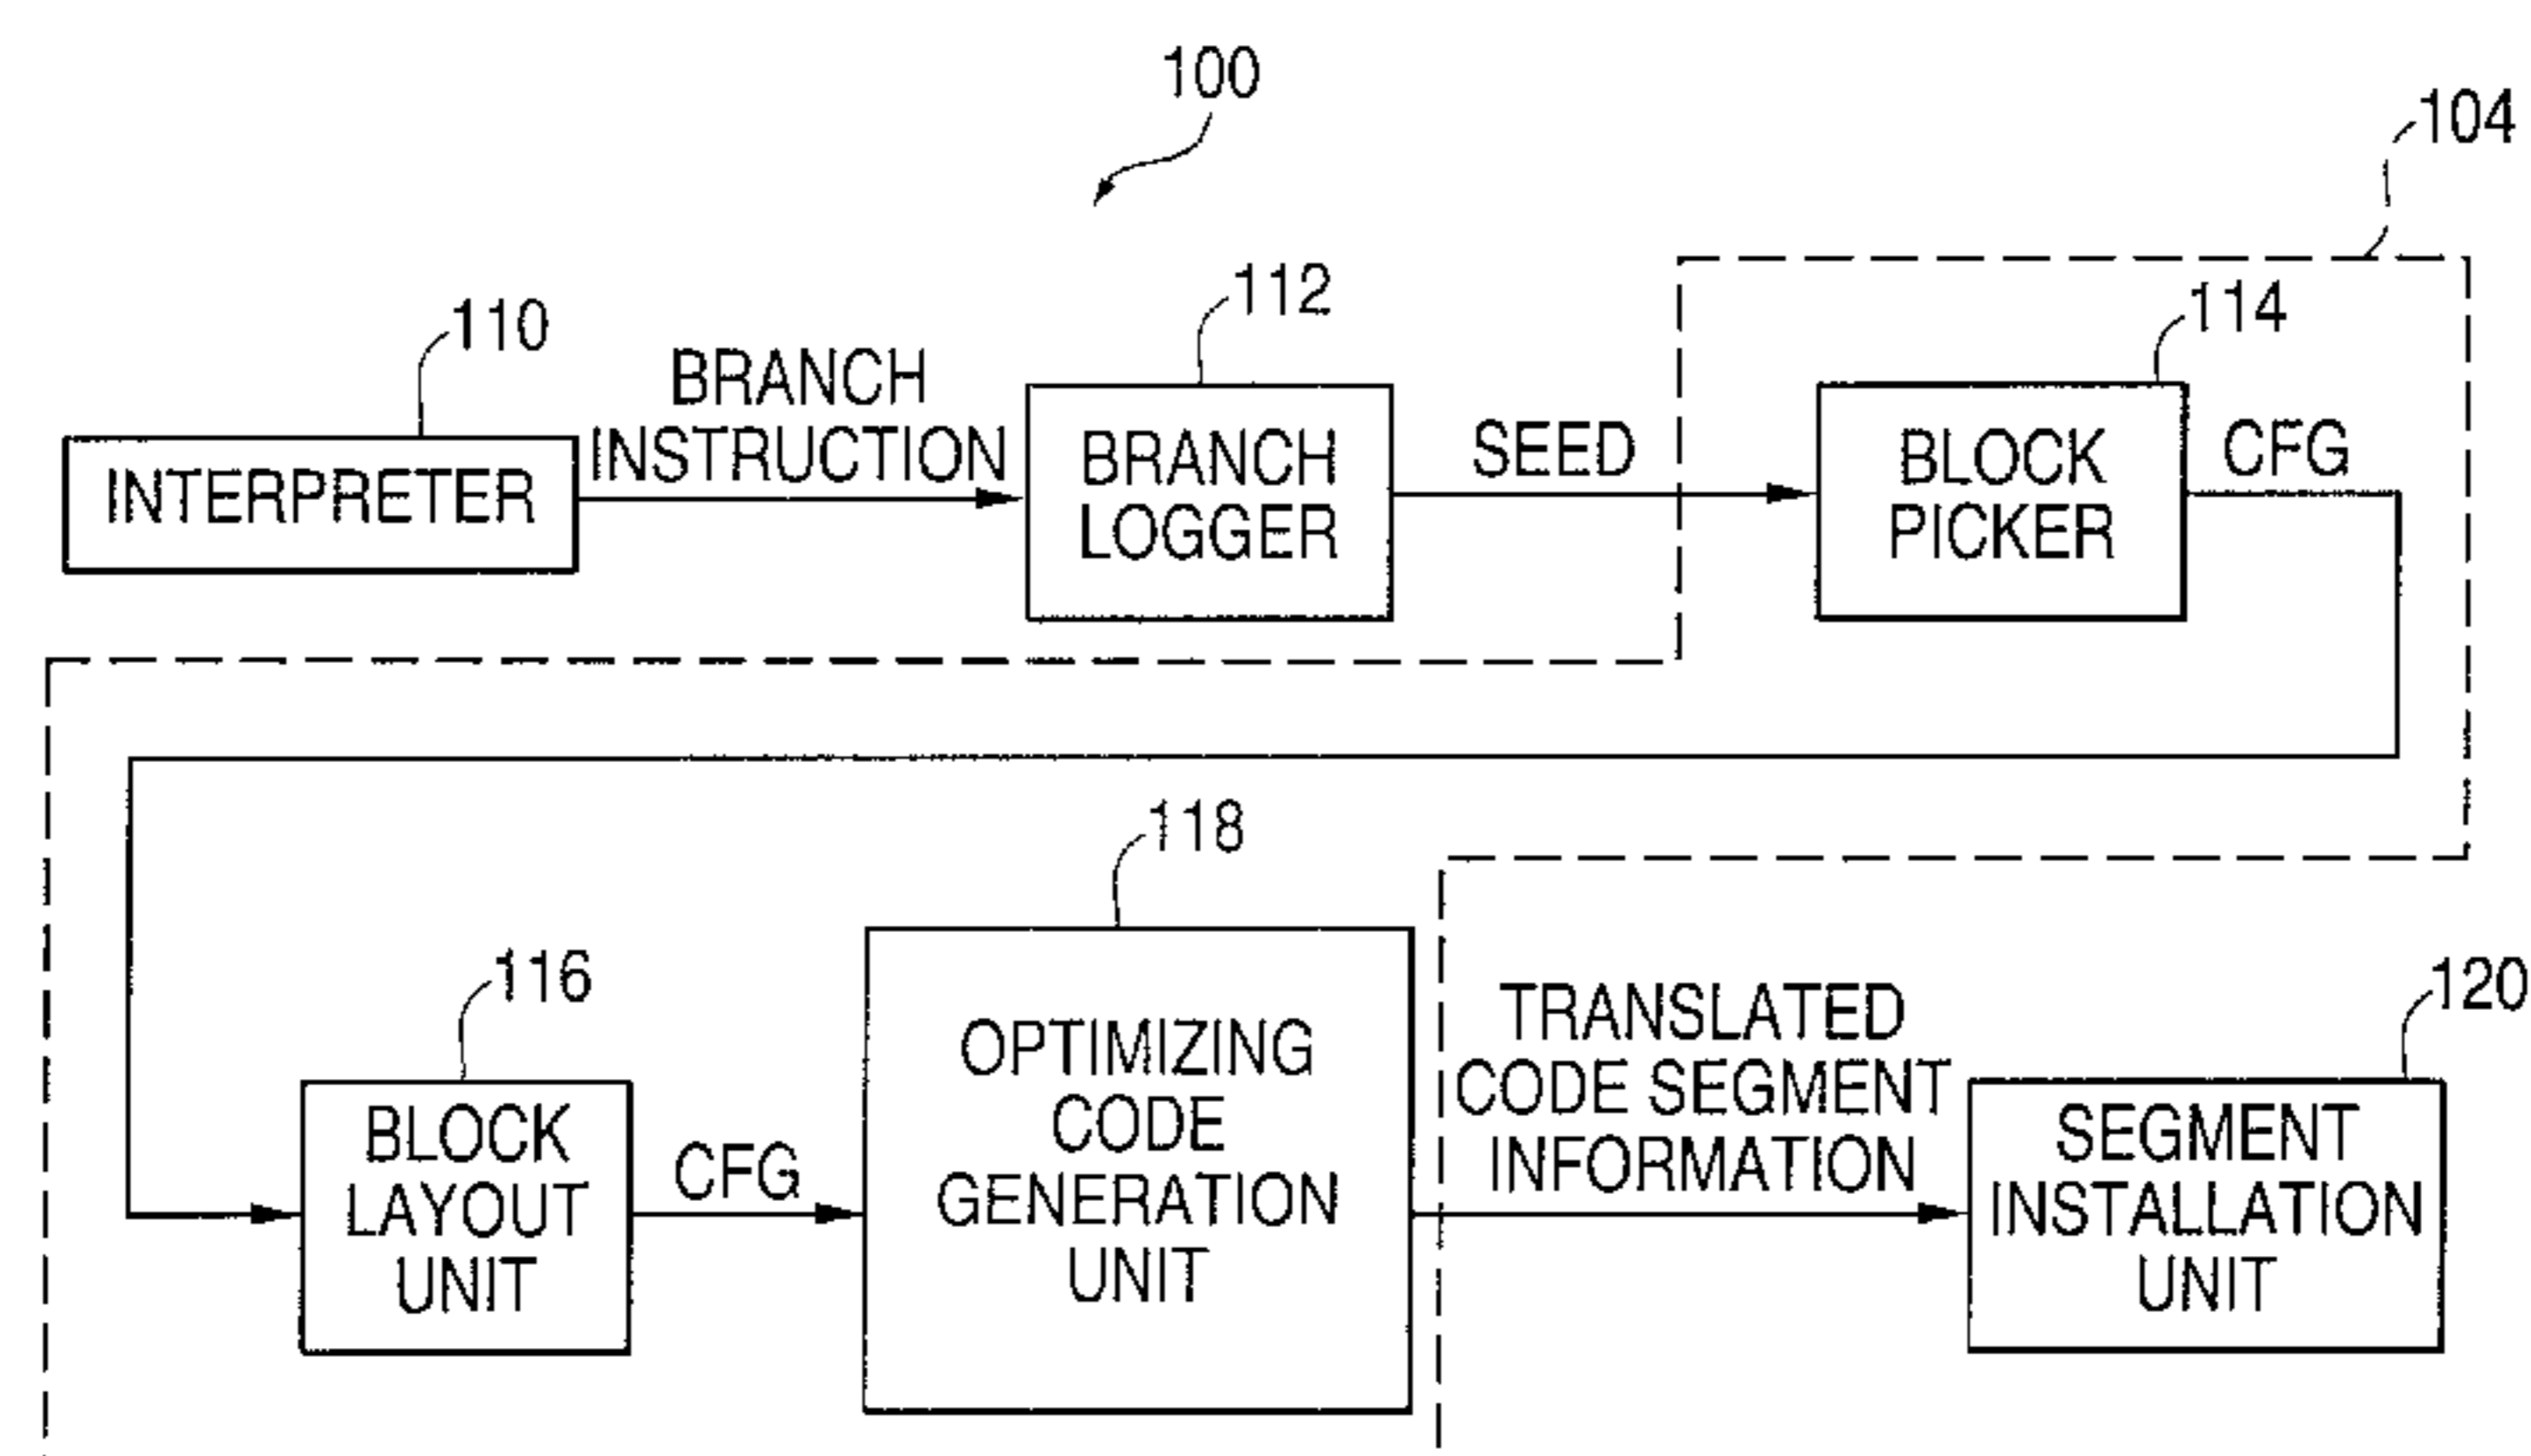 100
104
110
BRANCH
INSTRUCTION
112
114
INTERPRETER
BRANCH
LOGGER
SEED
BLOCK
PICKER
CFG
116
118
120
BLOCK
LAYOUT
UNIT
CFG
OPTIMIZING
CODE
GENERATION
UNIT
TRANSLATED
CODE SEGMENT
INFORMATION
SEGMENT
INSTALLATION
UNIT